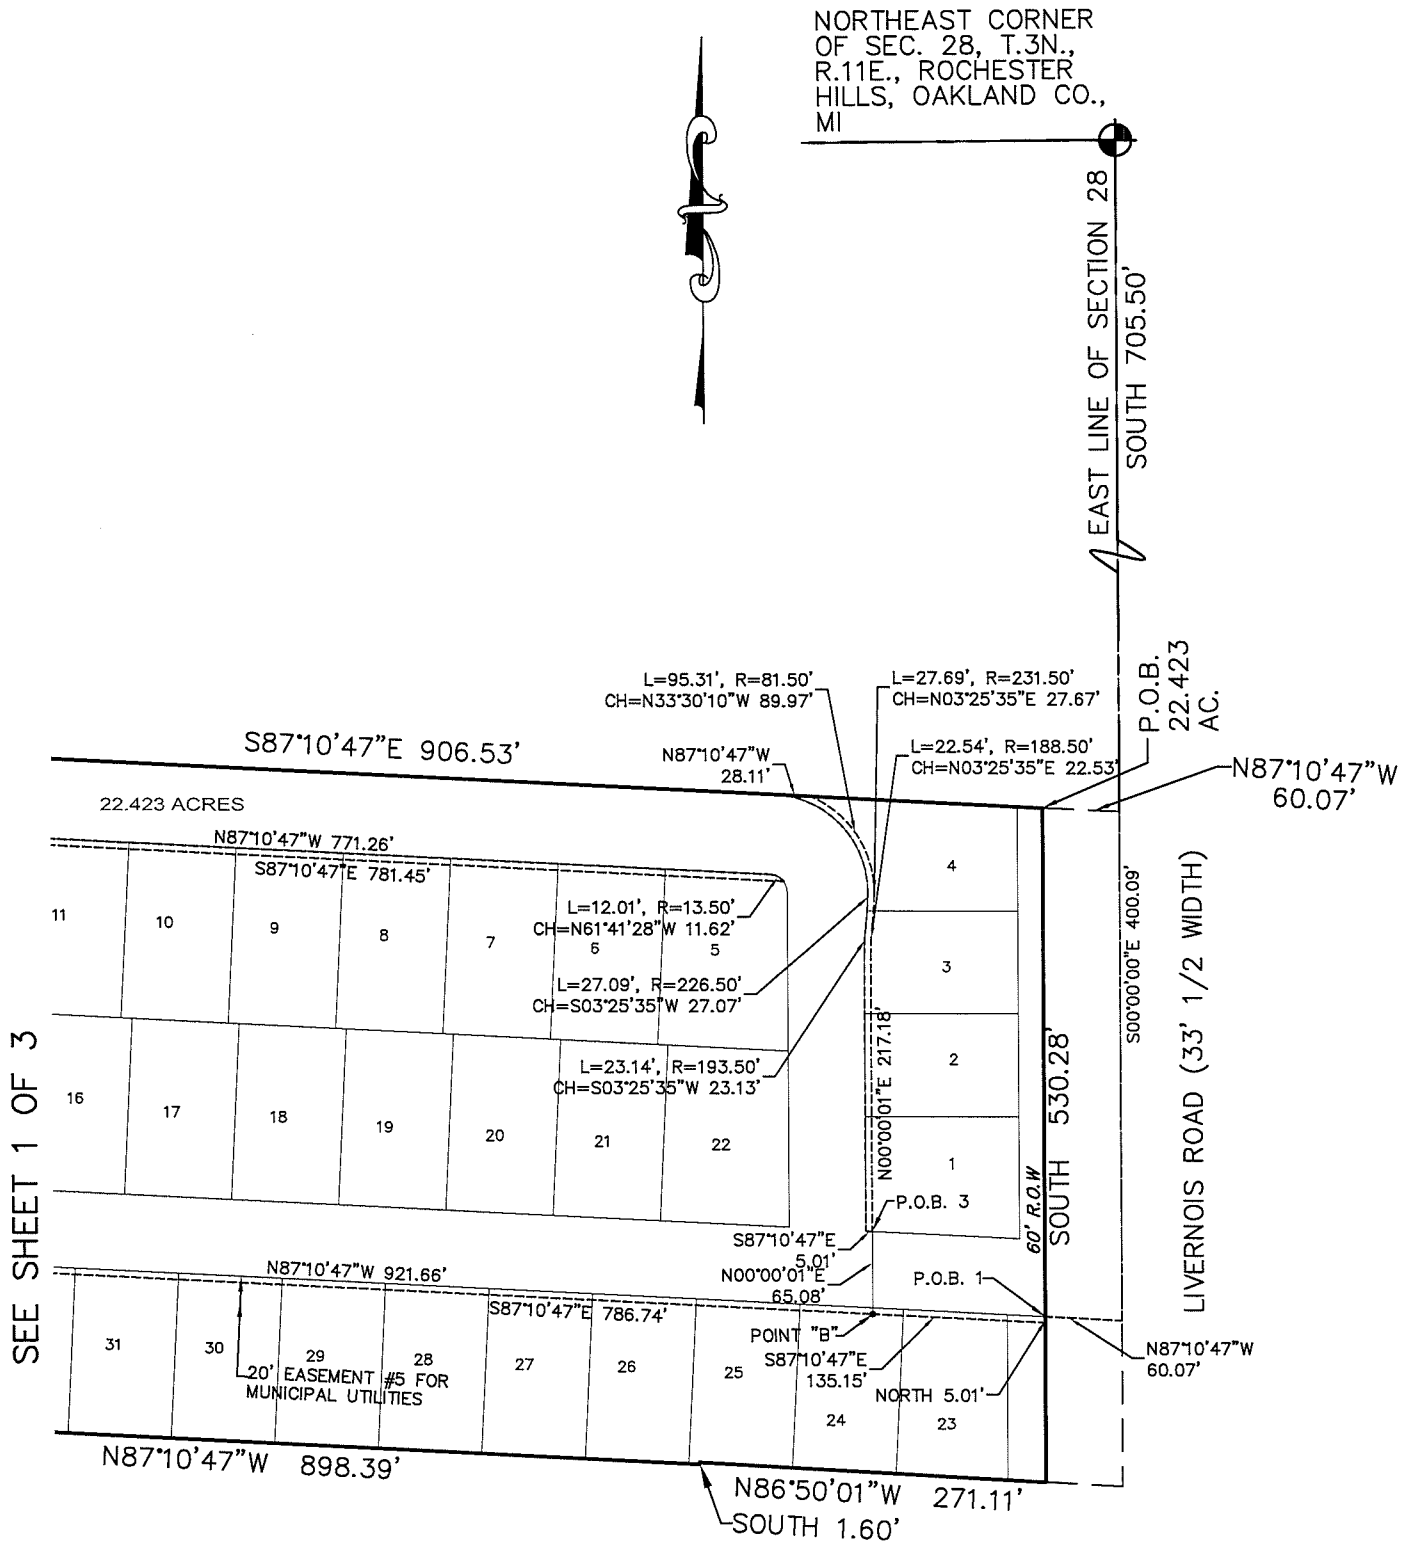 NORTHEAST CORNER
OF SEC. 28, T.3N.,
R.11E., ROCHESTER
HILLS, OAKLAND CO.,
MI
EAST LINE OF SECTION 28
SOUTH 705.50'
P.O.B.
22.423
AC.
L=95.31', R=81.50'
CH=N33°30'10"W 89.97'
L=27.69', R=231.50'
CH=N03°25'35"E 27.67'
L=22.54', R=188.50'
CH=N03°25'35"E 22.53'
S87°10'47"E 906.53'
N87°10'47"W
28.11'
N87°10'47"W
60.07'
22.423 ACRES
N87°10'47"W 771.26'
S87°10'47"E 781.45'
4
11
10
9
8
7
6
5
L=12.01', R=13.50'
CH=N61°41'28"W 11.62'
3
L=27.09', R=226.50'
CH=S03°25'35"W 27.07'
S00°00'00"E 400.09'
LIVERNOIS ROAD (33' 1/2 WIDTH)
SEE SHEET 1 OF 3
N00°00'01"E 217.18'
2
SOUTH 530.28'
L=23.14', R=193.50'
CH=S03°25'35"W 23.13'
16
17
18
19
20
21
22
1
60' R.O.W
P.O.B. 3
S87°10'47"E
5.01'
N00°00'01"E
65.08'
P.O.B. 1
N87°10'47"W 921.66'
S87°10'47"E 786.74'
POINT "B"
S87°10'47"E
135.15'
N87°10'47"W
60.07'
NORTH 5.01'
31
30
29
28
27
26
25
24
23
20' EASEMENT #5 FOR
MUNICIPAL UTILITIES
N87°10'47"W 898.39'
N86°50'01"W 271.11'
SOUTH 1.60'